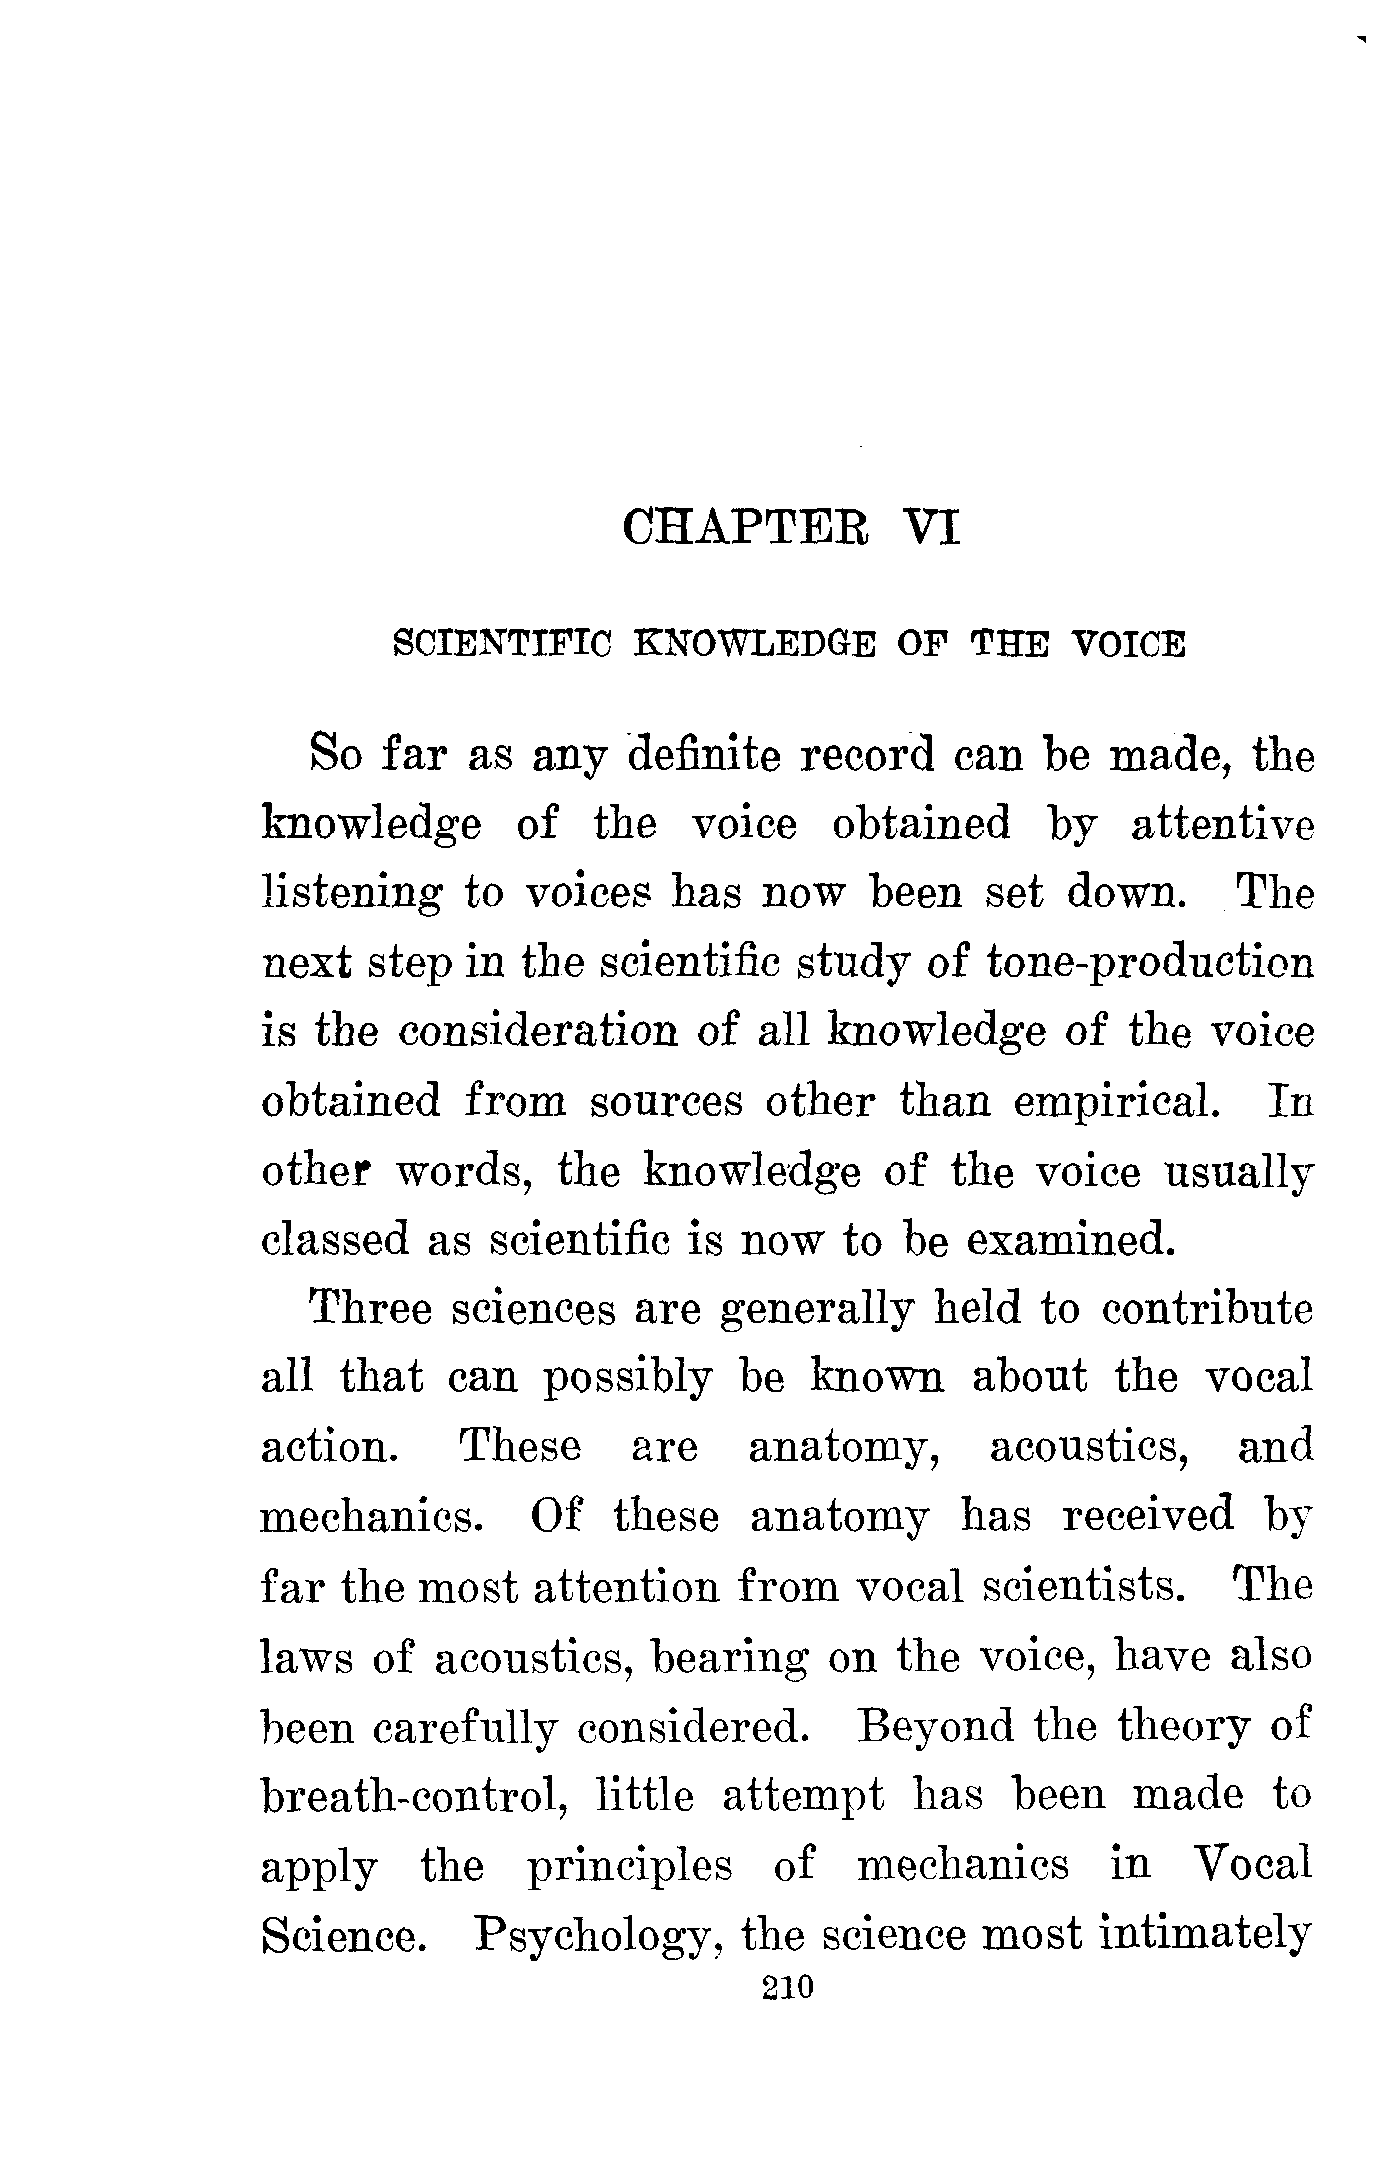 CHAPTER VI
SCIENTIFIC KNOWLEDGE OF THE VOICE
So far as any definite record can be made, the
knowledge of the voice obtained by attentive
listening to voices has now been set down. The
next step in the scientific study of tone-production
is the consideration of all knowledge of the voice
obtained from sources other than empirical. In
other words, the knowledge of the voice usually
classed as scientific is now to be examined.
Three sciences are generally held to contribute
all that can possibly be known about the vocal
action. These are anatomy, acoustics, and
mechanics. Of these anatomy has received by
far the most attention from vocal scientists. The
laws of acoustics, bearing on the voice, have also
been carefully considered. Beyond the theory of
breath-control, little attempt has been made to
apply the principles of mechanics in Vocal
Science. Psychology, the science most intimately
210